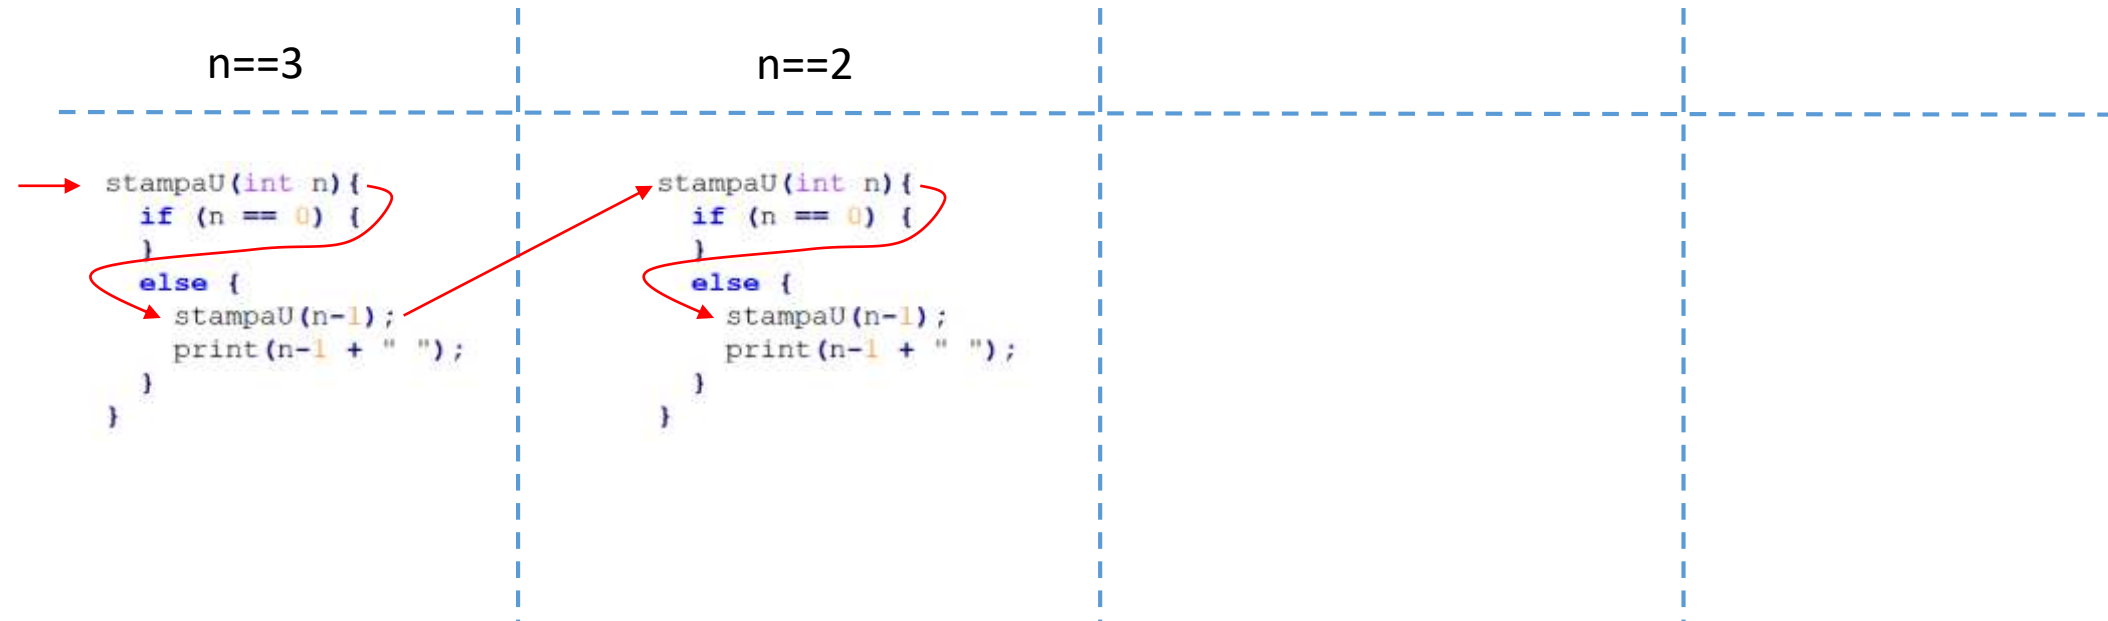 n==3
stampaU(int n){
if (n == 0) {
}
else {
stampaU(n-1);
print(n-1 + " ");
}
}
n==2
stampaU(int n){
if (n == 0) {
}
else {
stampaU(n-1);
print(n-1 + " ");
}
}